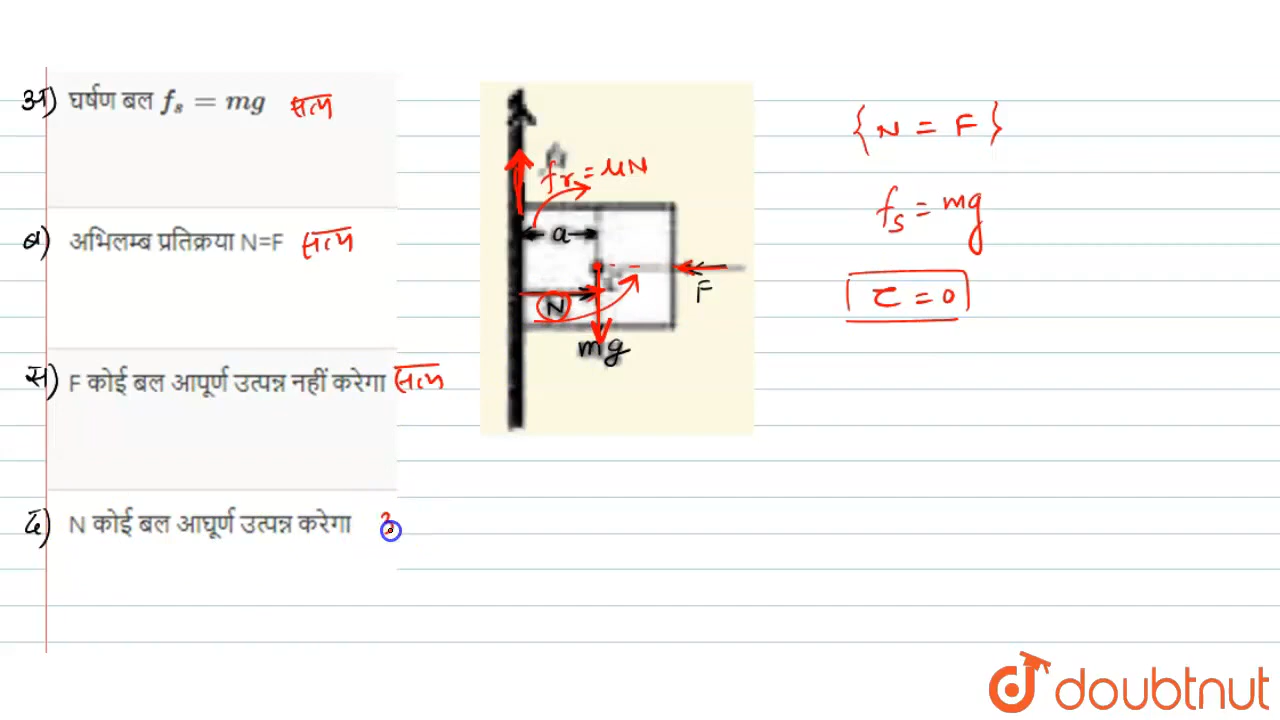 अ) घर्षण बल fₛ = mg सत्य
ब) अभिलम्ब प्रतिक्रया N=F सत्य
स) F कोई बल आपूर्ण उत्पन्न नहीं करेगा सत्य
द) N कोई बल आघूर्ण उत्पन्न करेगा
fᵣ = μN
a
N
F
mg
{N = F}
fₛ = mg
τ = 0
doubtnut